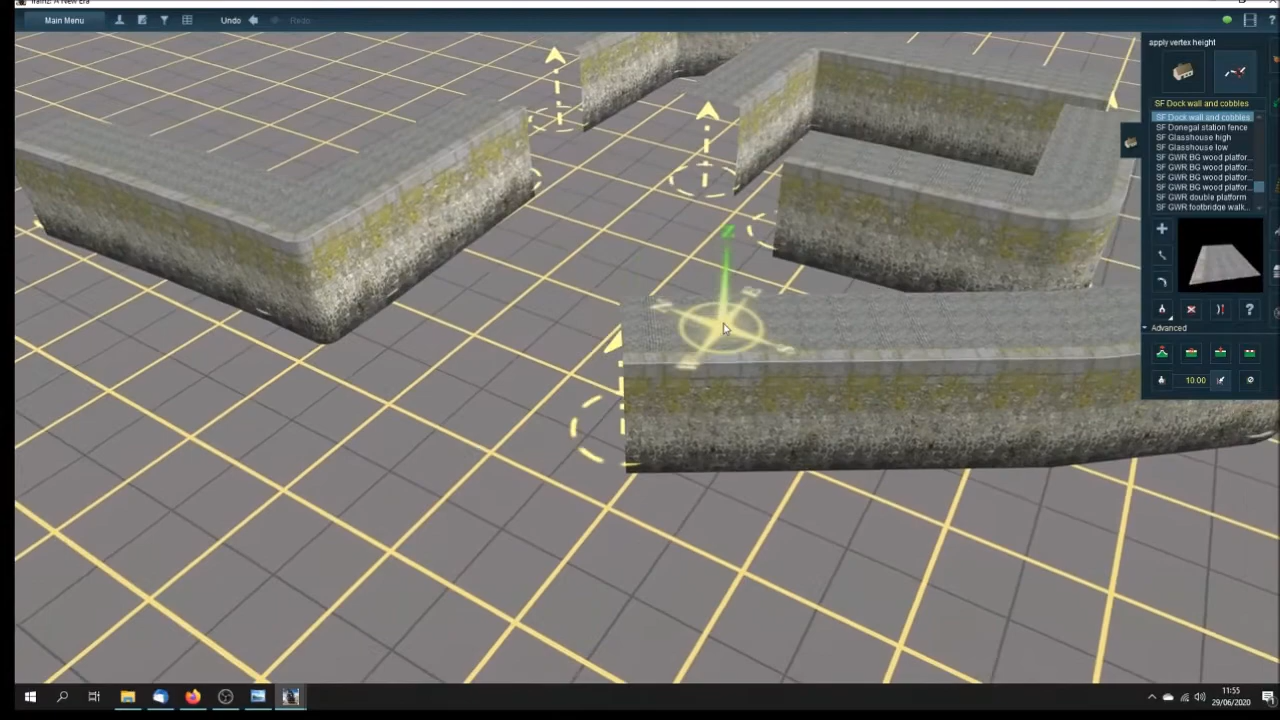 Trainz: A New Era
Main Menu
Undo
Redo
?
apply vertex height
SF Dock wall and cobbles
SF Dock wall and cobbles
SF Donegal station fence
SF Glasshouse high
SF Glasshouse low
SF GWR BG wood platfor...
SF GWR BG wood platfor...
SF GWR BG wood platfor...
SF GWR BG wood platfor...
SF GWR double platform
SF GWR footbridge walk...
?
Advanced
10.00
Z
11:55
29/06/2020